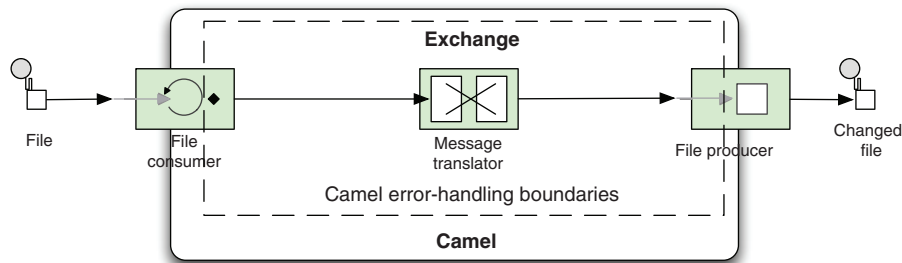 Exchange
File
File
consumer
Message
translator
File producer
Changed
file
Camel error-handling boundaries
Camel